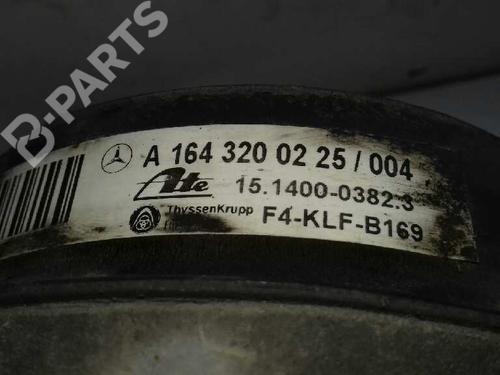 B-PARTS
A 164 320 02 25 / 004
Ate 15.1400-0382.3
ThyssenKrupp F4-KLF-B169